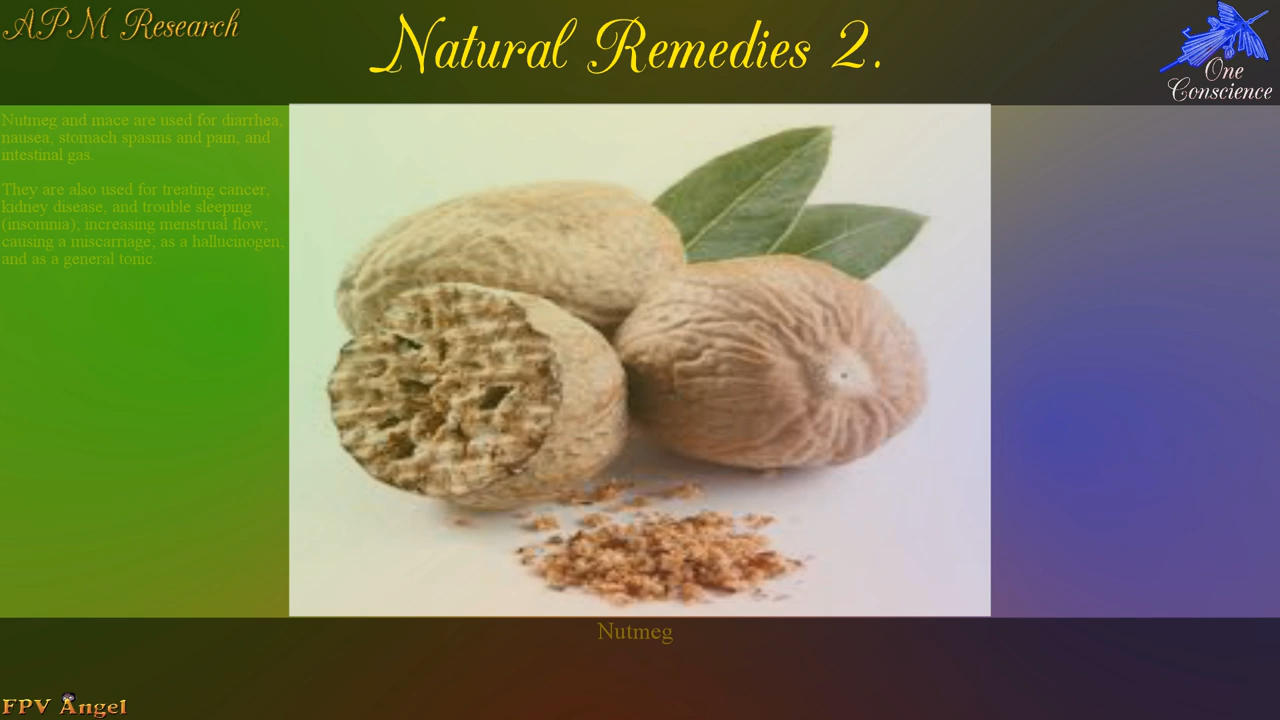 APM Research
Natural Remedies 2.
One
Conscience
Nutmeg and mace are used for diarrhea,
nausea, stomach spasms and pain, and
intestinal gas.
They are also used for treating cancer,
kidney disease, and trouble sleeping
(insomnia); increasing menstrual flow;
causing a miscarriage; as a hallucinogen;
and as a general tonic.
Nutmeg
FPV Angel